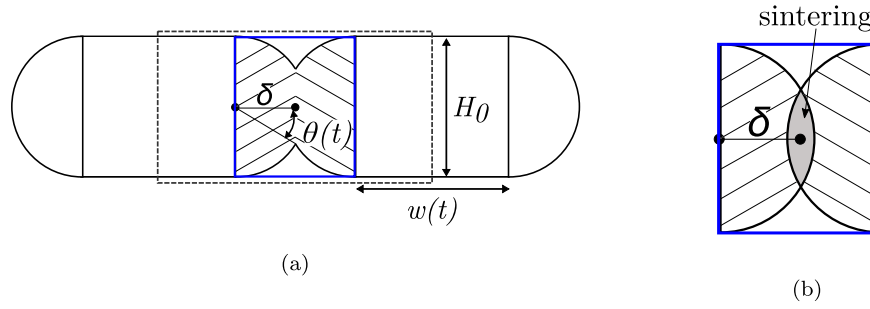 sintering
δ
θ(t)
H0
w(t)
(a)
δ
(b)